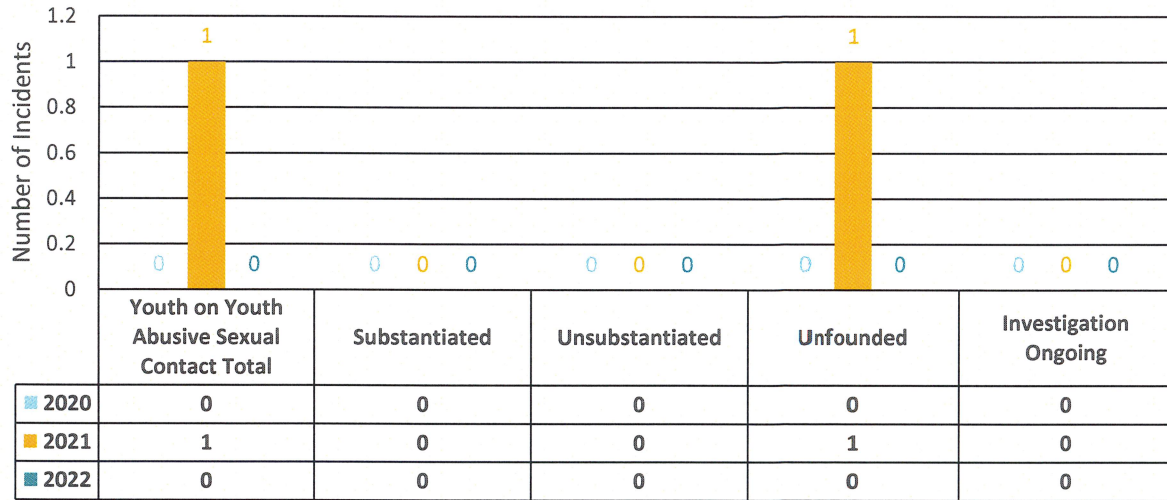 Number of Incidents
1.2
1
0.8
0.6
0.4
0.2
0
1
1
0 0 0 0 0 0 0 0 0 0 0 0 0
Youth on Youth
Abusive Sexual
Contact Total
Substantiated
Unsubstantiated
Unfounded
Investigation
Ongoing
2020 0 0 0 0 0
2021 1 0 0 1 0
2022 0 0 0 0 0